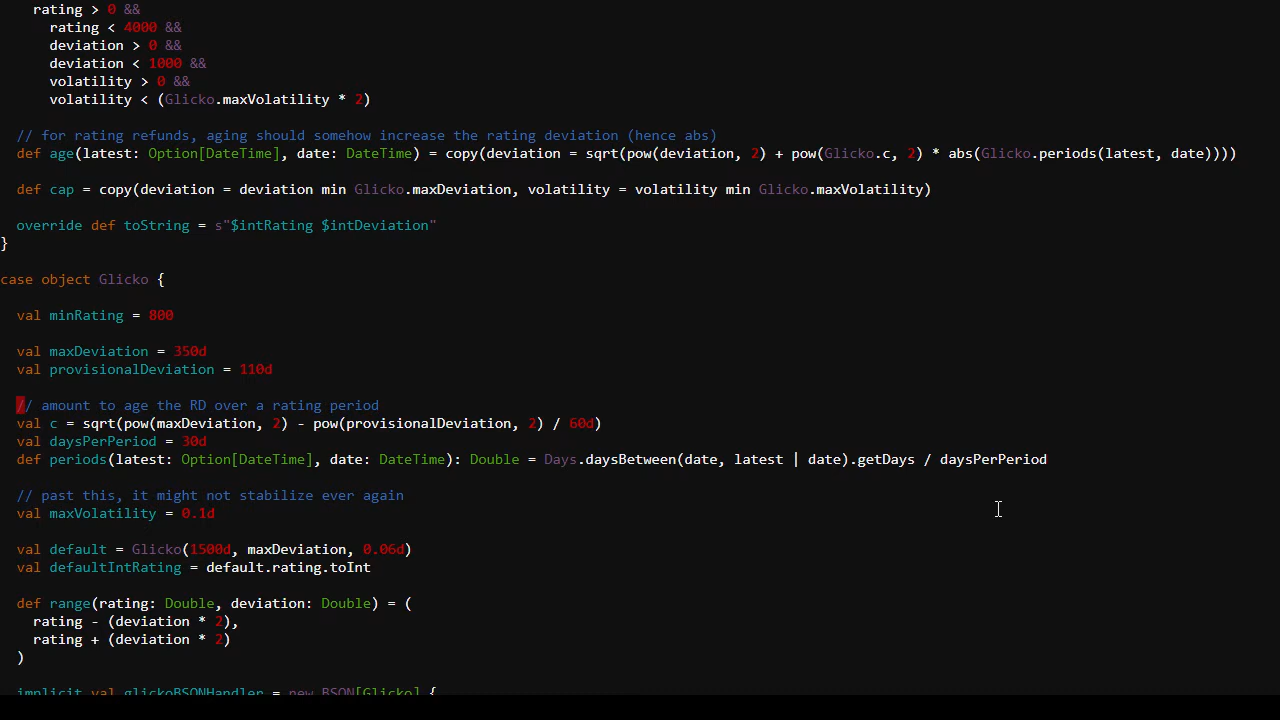 rating > 0 &&
rating < 4000 &&
deviation > 0 &&
deviation < 1000 &&
volatility > 0 &&
volatility < (Glicko.maxVolatility * 2)
// for rating refunds, aging should somehow increase the rating deviation (hence abs)
def age(latest: Option[DateTime], date: DateTime) = copy(deviation = sqrt(pow(deviation, 2) + pow(Glicko.c, 2) * abs(Glicko.periods(latest, date))))
def cap = copy(deviation = deviation min Glicko.maxDeviation, volatility = volatility min Glicko.maxVolatility)
override def toString = s"$intRating $intDeviation"
}
case object Glicko {
val minRating = 800
val maxDeviation = 350d
val provisionalDeviation = 110d
// amount to age the RD over a rating period
val c = sqrt(pow(maxDeviation, 2) - pow(provisionalDeviation, 2) / 60d)
val daysPerPeriod = 30d
def periods(latest: Option[DateTime], date: DateTime): Double = Days.daysBetween(date, latest | date).getDays / daysPerPeriod
// past this, it might not stabilize ever again
val maxVolatility = 0.1d
val default = Glicko(1500d, maxDeviation, 0.06d)
val defaultIntRating = default.rating.toInt
def range(rating: Double, deviation: Double) = (
rating - (deviation * 2),
rating + (deviation * 2)
)
implicit val glickoBSONHandler = new BSON[Glicko] {